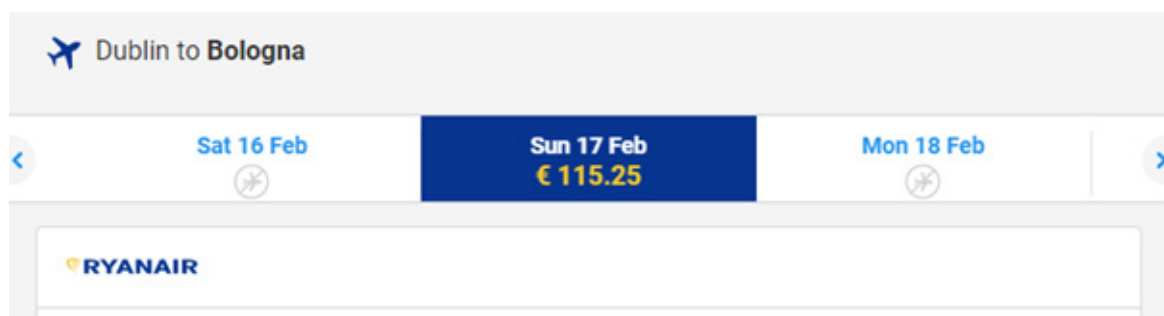 Dublin to Bologna
Sat 16 Feb
Sun 17 Feb
€ 115.25
Mon 18 Feb
RYANAIR